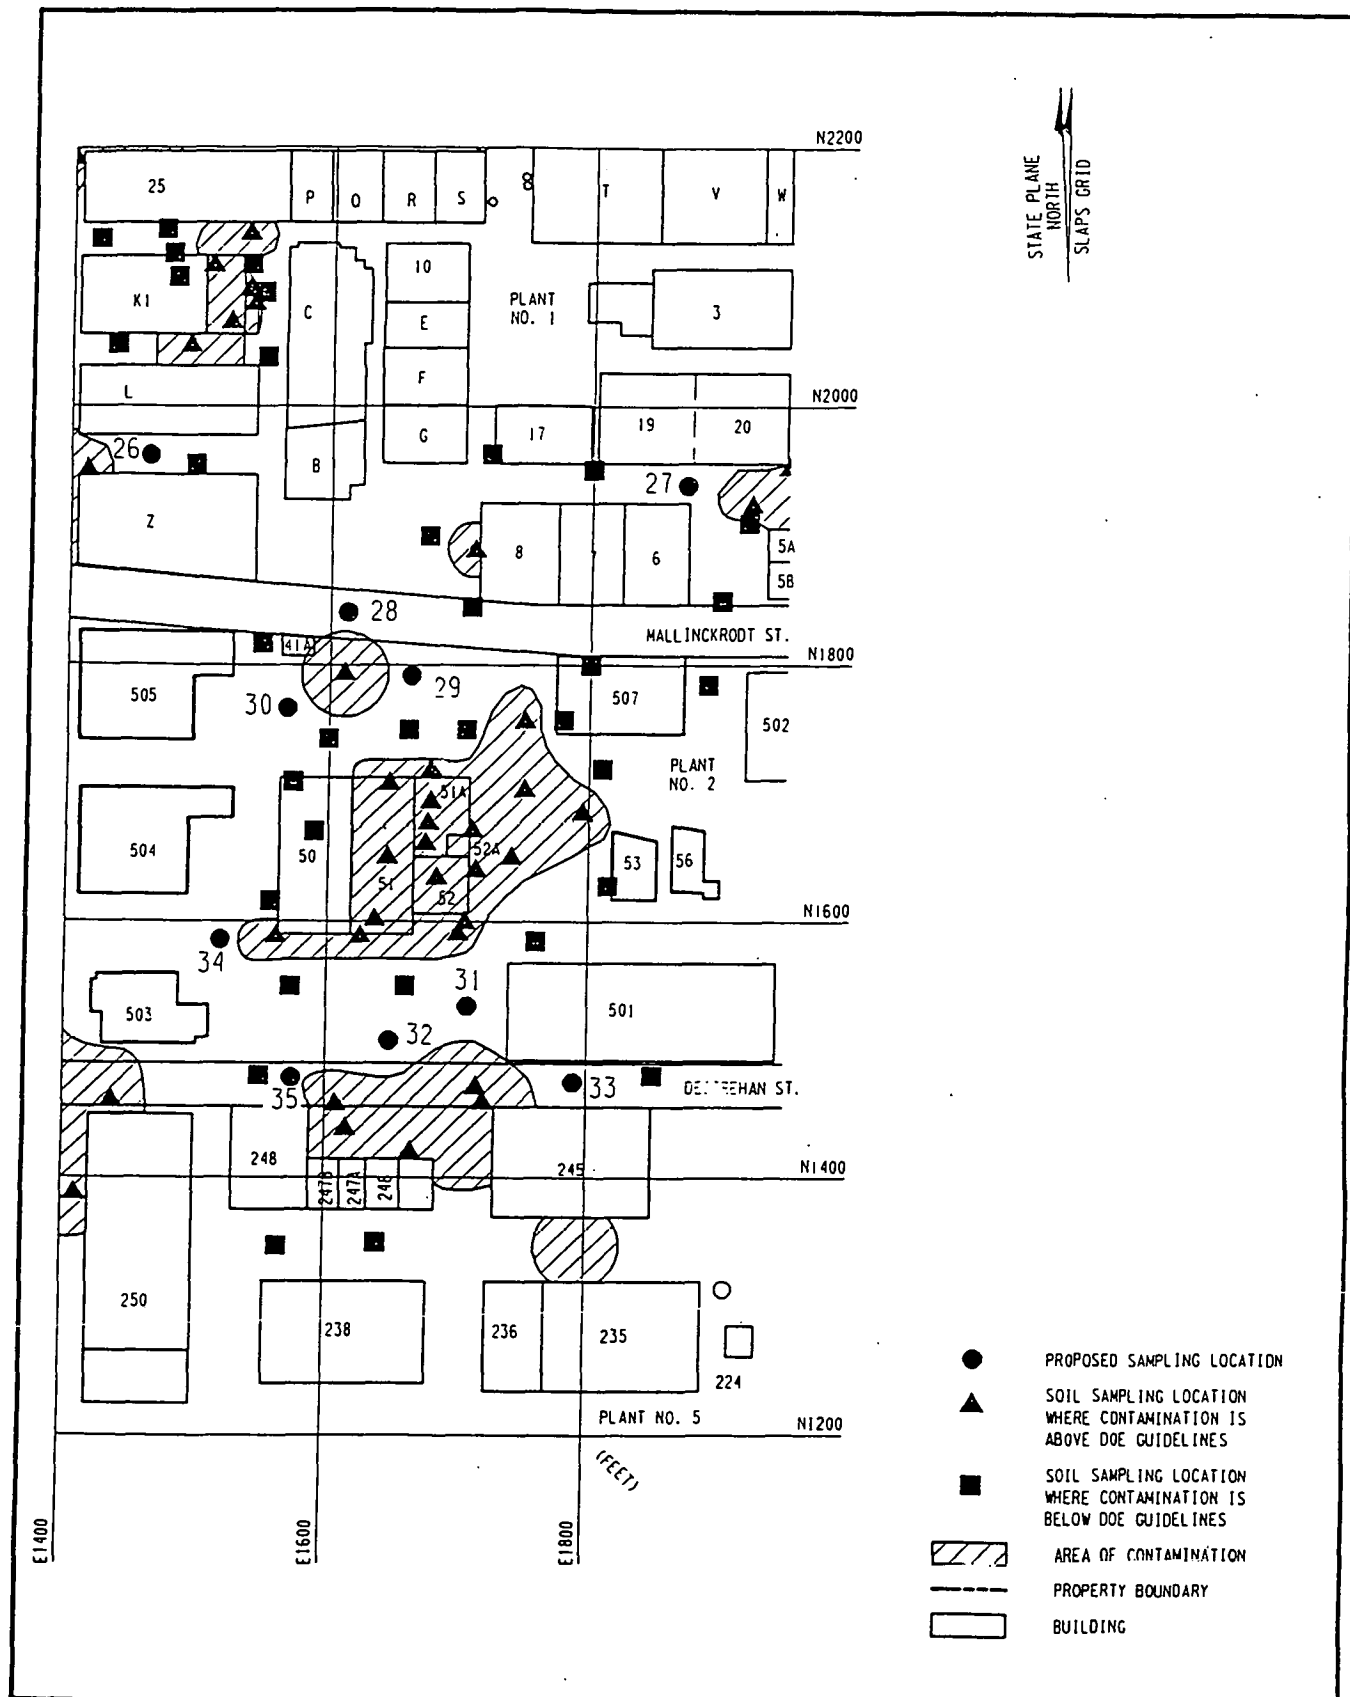 N2200
STATE PLANE
NORTH
SLAPS GRID
25
P
O
R
S
T
V
W
K1
C
10
E
PLANT
NO. 1
3
F
L
N2000
G
17
19
20
26
B
27
Z
8
7
6
5A
5B
28
MALLINCKRODT ST.
41A
N1800
29
505
507
30
502
PLANT
NO. 2
51A
504
50
52A
53
56
51
52
N1600
34
31
503
501
32
35
33
ST.
248
247B
247A
246
245
N1400
250
238
236
235
224
PLANT NO. 5
N1200
(FEET)
E1400
E1600
E1800
PROPOSED SAMPLING LOCATION
SOIL SAMPLING LOCATION
WHERE CONTAMINATION IS
ABOVE DOE GUIDELINES
SOIL SAMPLING LOCATION
WHERE CONTAMINATION IS
BELOW DOE GUIDELINES
AREA OF CONTAMINATION
PROPERTY BOUNDARY
BUILDING